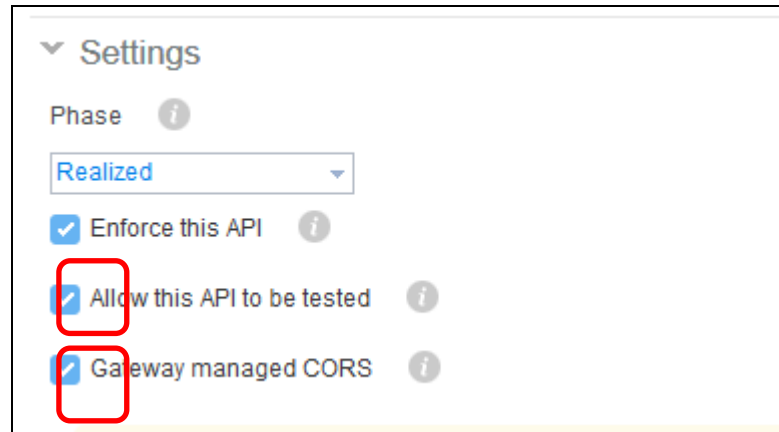 Settings
Phase
Realized
Enforce this API
Allow this API to be tested
Gateway managed CORS